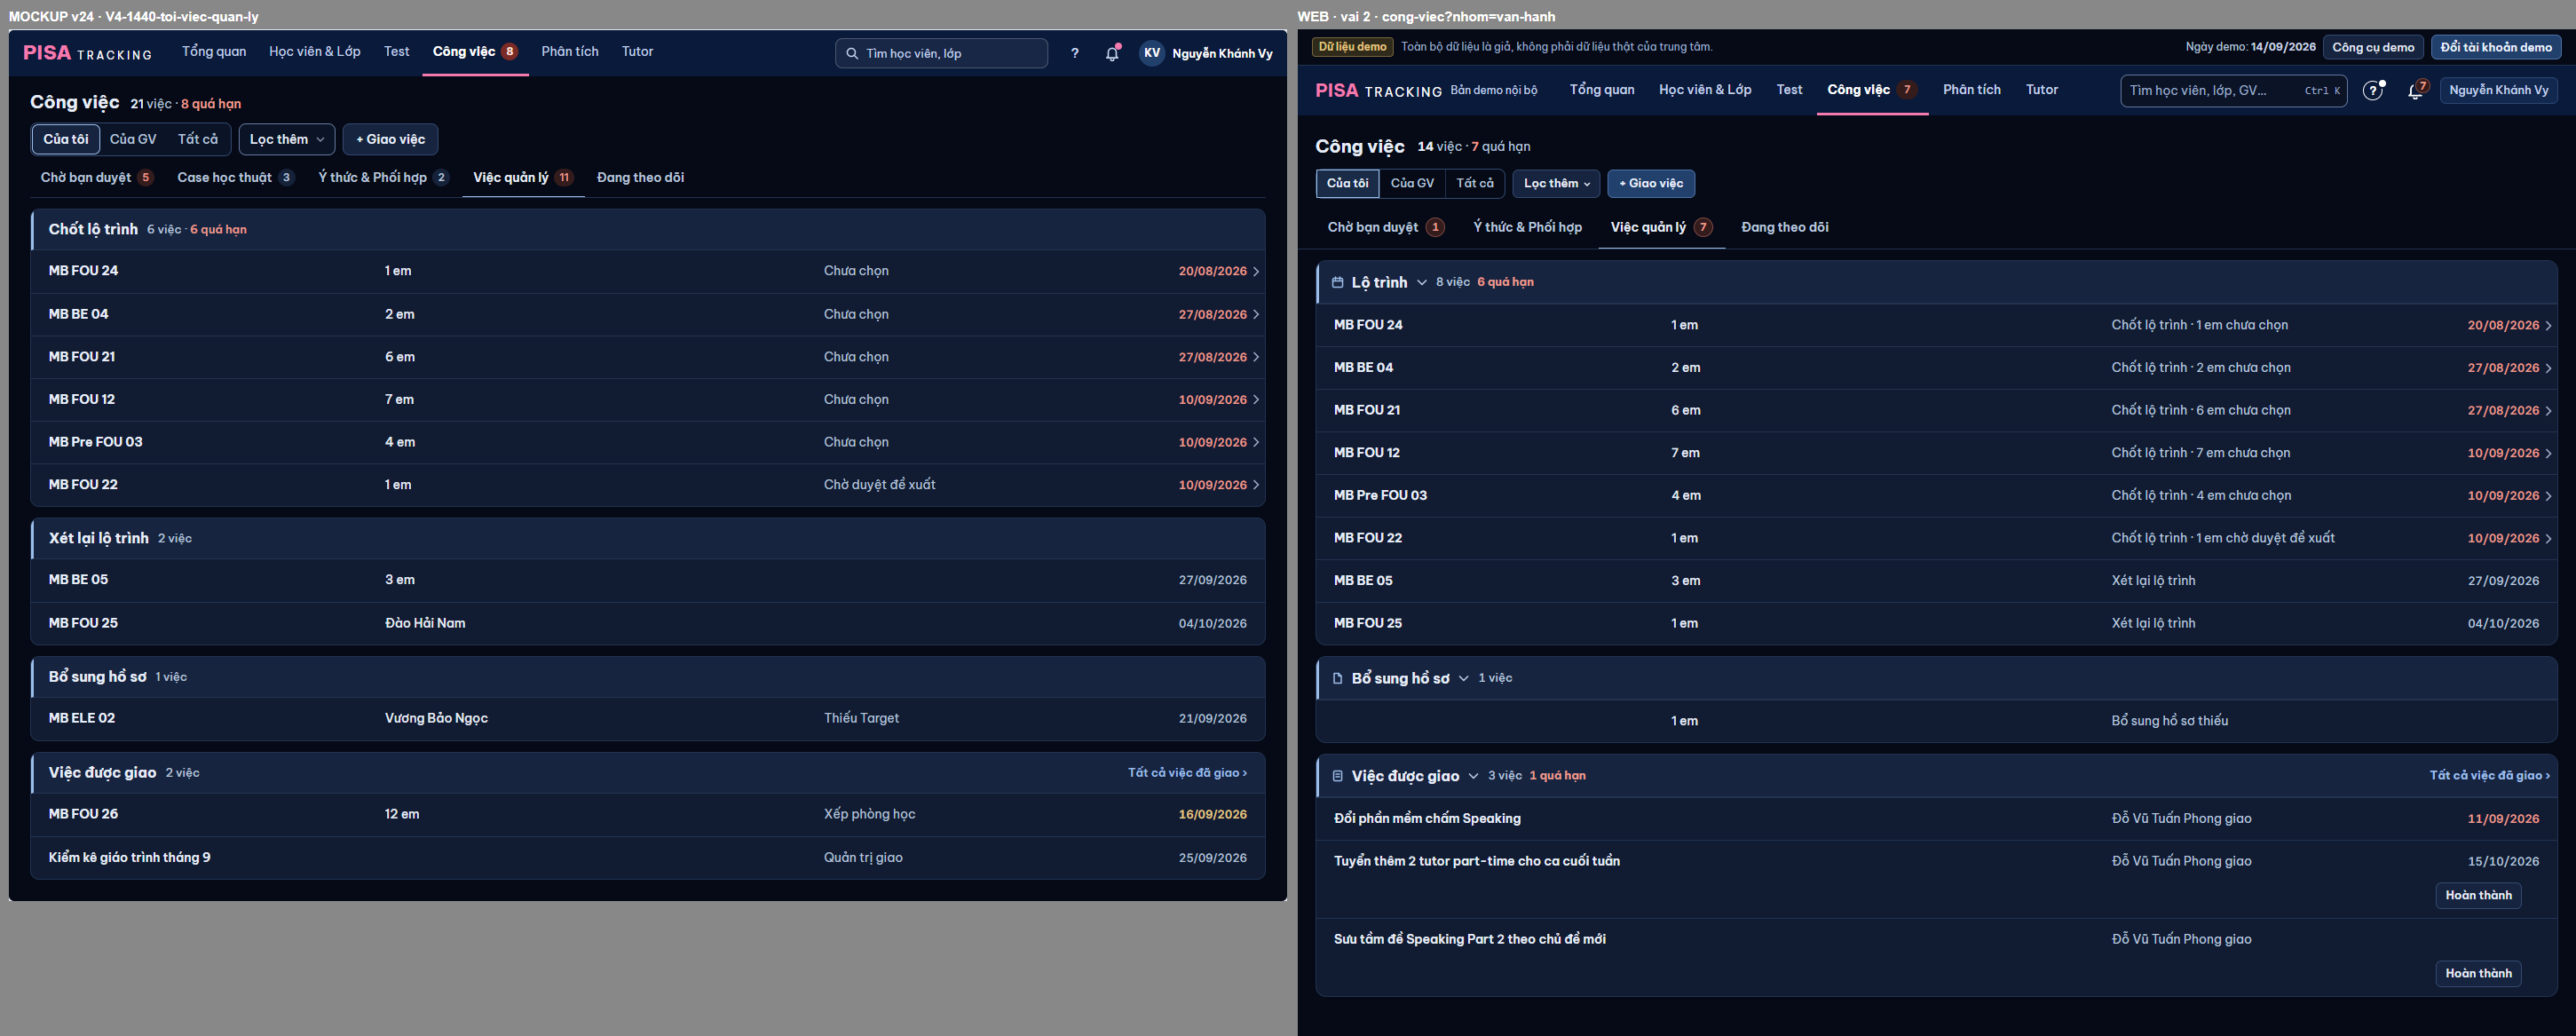 MOCKUP v24 · V4-1440-toi-viec-quan-ly
PISA TRACKING Tổng quan Học viên & Lớp Test Công việc 8 Phân tích Tutor Tìm học viên, lớp ? KV Nguyễn Khánh Vy
Công việc 21 việc · 8 quá hạn
Của tôi Của GV Tất cả Lọc thêm + Giao việc
Chờ bạn duyệt 5 Case học thuật 3 Ý thức & Phối hợp 2 Việc quản lý 11 Đang theo dõi
Chốt lộ trình 6 việc · 6 quá hạn
MB FOU 24 1 em Chưa chọn 20/08/2026
MB BE 04 2 em Chưa chọn 27/08/2026
MB FOU 21 6 em Chưa chọn 27/08/2026
MB FOU 12 7 em Chưa chọn 10/09/2026
MB Pre FOU 03 4 em Chưa chọn 10/09/2026
MB FOU 22 1 em Chờ duyệt đề xuất 10/09/2026
Xét lại lộ trình 2 việc
MB BE 05 3 em 27/09/2026
MB FOU 25 Đào Hải Nam 04/10/2026
Bổ sung hồ sơ 1 việc
MB ELE 02 Vương Bảo Ngọc Thiếu Target 21/09/2026
Việc được giao 2 việc Tất cả việc đã giao ›
MB FOU 26 12 em Xếp phòng học 16/09/2026
Kiểm kê giáo trình tháng 9 Quản trị giao 25/09/2026
WEB · vai 2 · cong-viec?nhom=van-hanh
Dữ liệu demo Toàn bộ dữ liệu là giả, không phải dữ liệu thật của trung tâm. Ngày demo: 14/09/2026 Công cụ demo Đổi tài khoản demo
PISA TRACKING Bản demo nội bộ Tổng quan Học viên & Lớp Test Công việc 7 Phân tích Tutor Tìm học viên, lớp, GV... Ctrl K ? 7 Nguyễn Khánh Vy
Công việc 14 việc · 7 quá hạn
Của tôi Của GV Tất cả Lọc thêm + Giao việc
Chờ bạn duyệt 1 Ý thức & Phối hợp Việc quản lý 7 Đang theo dõi
Lộ trình 8 việc 6 quá hạn
MB FOU 24 1 em Chốt lộ trình · 1 em chưa chọn 20/08/2026
MB BE 04 2 em Chốt lộ trình · 2 em chưa chọn 27/08/2026
MB FOU 21 6 em Chốt lộ trình · 6 em chưa chọn 27/08/2026
MB FOU 12 7 em Chốt lộ trình · 7 em chưa chọn 10/09/2026
MB Pre FOU 03 4 em Chốt lộ trình · 4 em chưa chọn 10/09/2026
MB FOU 22 1 em Chốt lộ trình · 1 em chờ duyệt đề xuất 10/09/2026
MB BE 05 3 em Xét lại lộ trình 27/09/2026
MB FOU 25 1 em Xét lại lộ trình 04/10/2026
Bổ sung hồ sơ 1 việc
1 em Bổ sung hồ sơ thiếu
Việc được giao 3 việc 1 quá hạn Tất cả việc đã giao ›
Đổi phần mềm chấm Speaking Đỗ Vũ Tuấn Phong giao 11/09/2026
Tuyển thêm 2 tutor part-time cho ca cuối tuần Đỗ Vũ Tuấn Phong giao 15/10/2026
Hoàn thành
Sưu tầm đề Speaking Part 2 theo chủ đề mới Đỗ Vũ Tuấn Phong giao
Hoàn thành